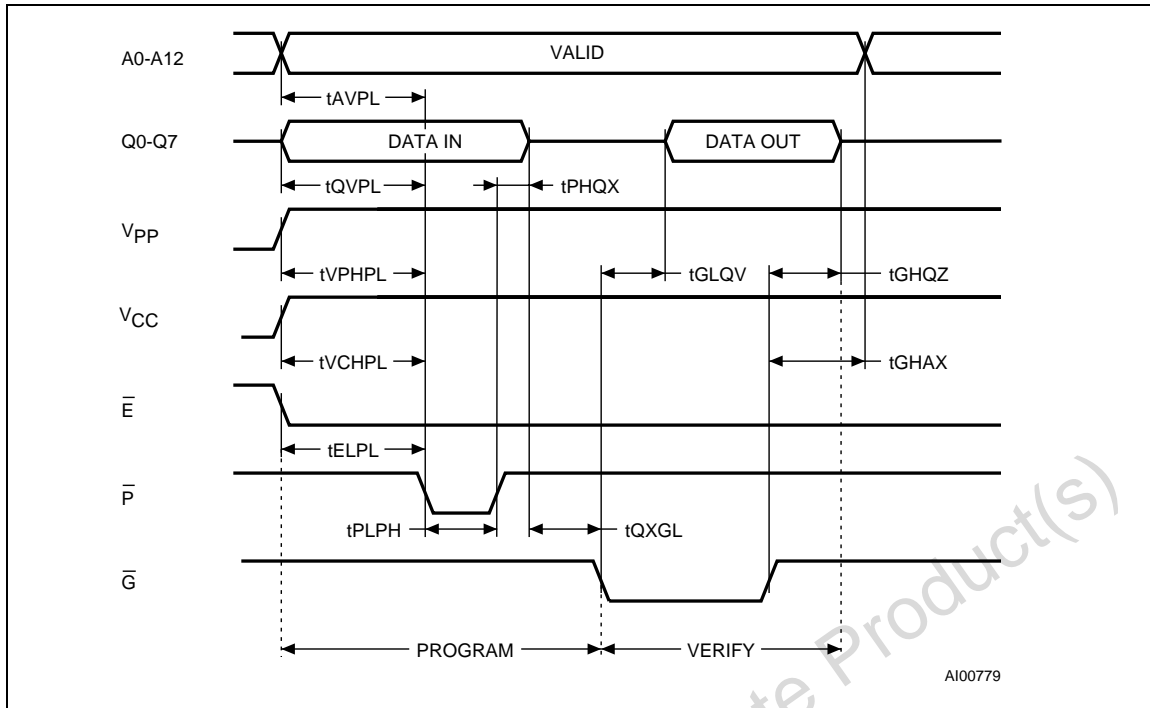 A0-A12
VALID
tAVPL
Q0-Q7
DATA IN
DATA OUT
tQVPL
tPHQX
VPP
tVPHPL
tGLQV
tGHQZ
VCC
tVCHPL
tGHAX
E̅
tELPL
P̅
tPLPH
tQXGL
G̅
PROGRAM
VERIFY
AI00779
te Product(s)